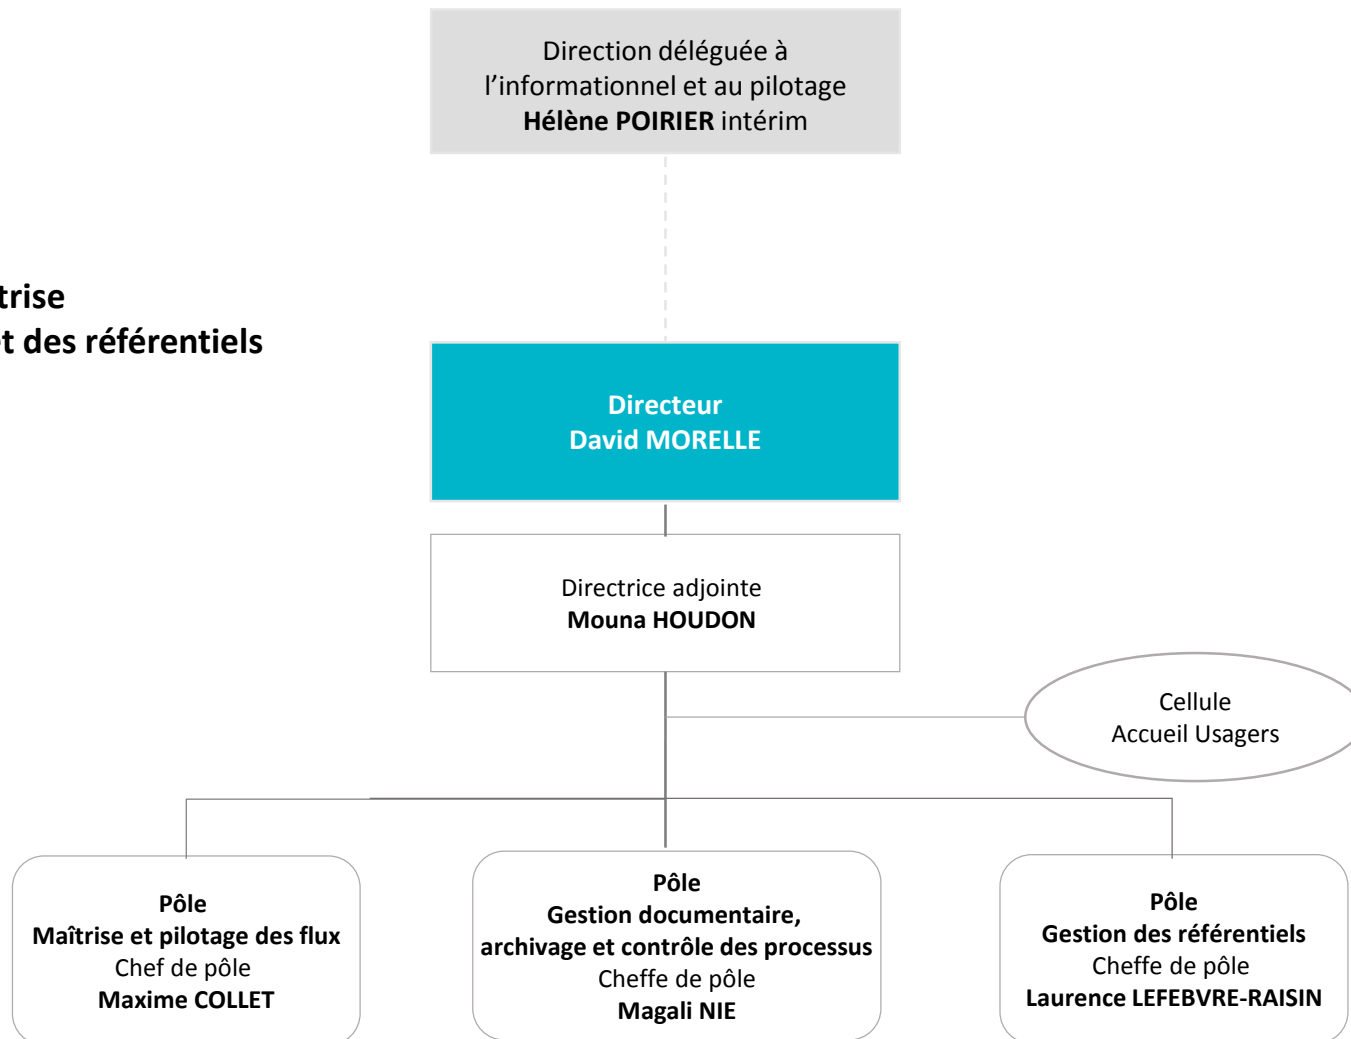 Direction déléguée à
l’informationnel et au pilotage
Hélène POIRIER intérim
trise
et des référentiels
Directeur
David MORELLE
Directrice adjointe
Mouna HOUDON
Cellule
Accueil Usagers
Pôle
Maîtrise et pilotage des flux
Chef de pôle
Maxime COLLET
Pôle
Gestion documentaire,
archivage et contrôle des processus
Cheffe de pôle
Magali NIE
Pôle
Gestion des référentiels
Cheffe de pôle
Laurence LEFEBVRE-RAISIN